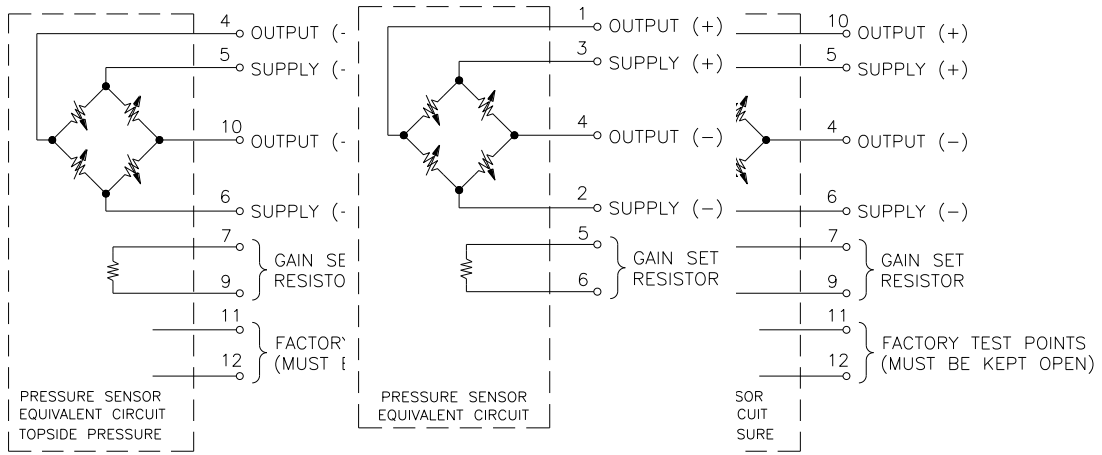 4
OUTPUT (-
5
SUPPLY (-
10
OUTPUT (-
6
SUPPLY (-
7
GAIN SE
RESISTO
9
11
FACTORY
(MUST
12
PRESSURE SENSOR
EQUIVALENT CIRCUIT
TOPSIDE PRESSURE
1
OUTPUT (+)
3
SUPPLY (+)
4
OUTPUT (−)
2
SUPPLY (−)
5
GAIN SET
RESISTOR
6
PRESSURE SENSOR
EQUIVALENT CIRCUIT
10
OUTPUT (+)
5
SUPPLY (+)
4
OUTPUT (−)
6
SUPPLY (−)
7
GAIN SET
RESISTOR
9
11
FACTORY TEST POINTS
(MUST BE KEPT OPEN)
12
SOR
CUIT
SURE